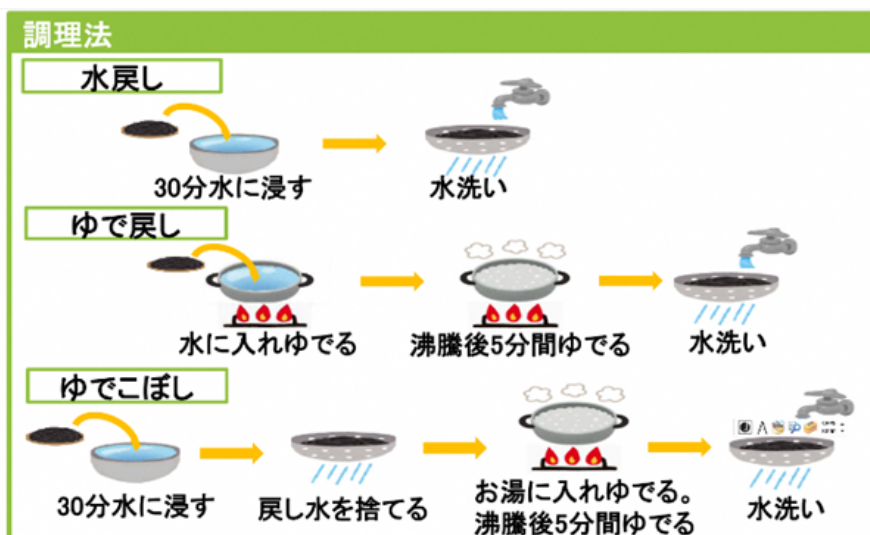 調理法
水戻し
30分水に浸す
水洗い
ゆで戻し
水に入れゆでる
沸騰後5分間ゆでる
水洗い
ゆでこぼし
30分水に浸す
戻し水を捨てる
お湯に入れゆでる。
沸騰後5分間ゆでる
水洗い